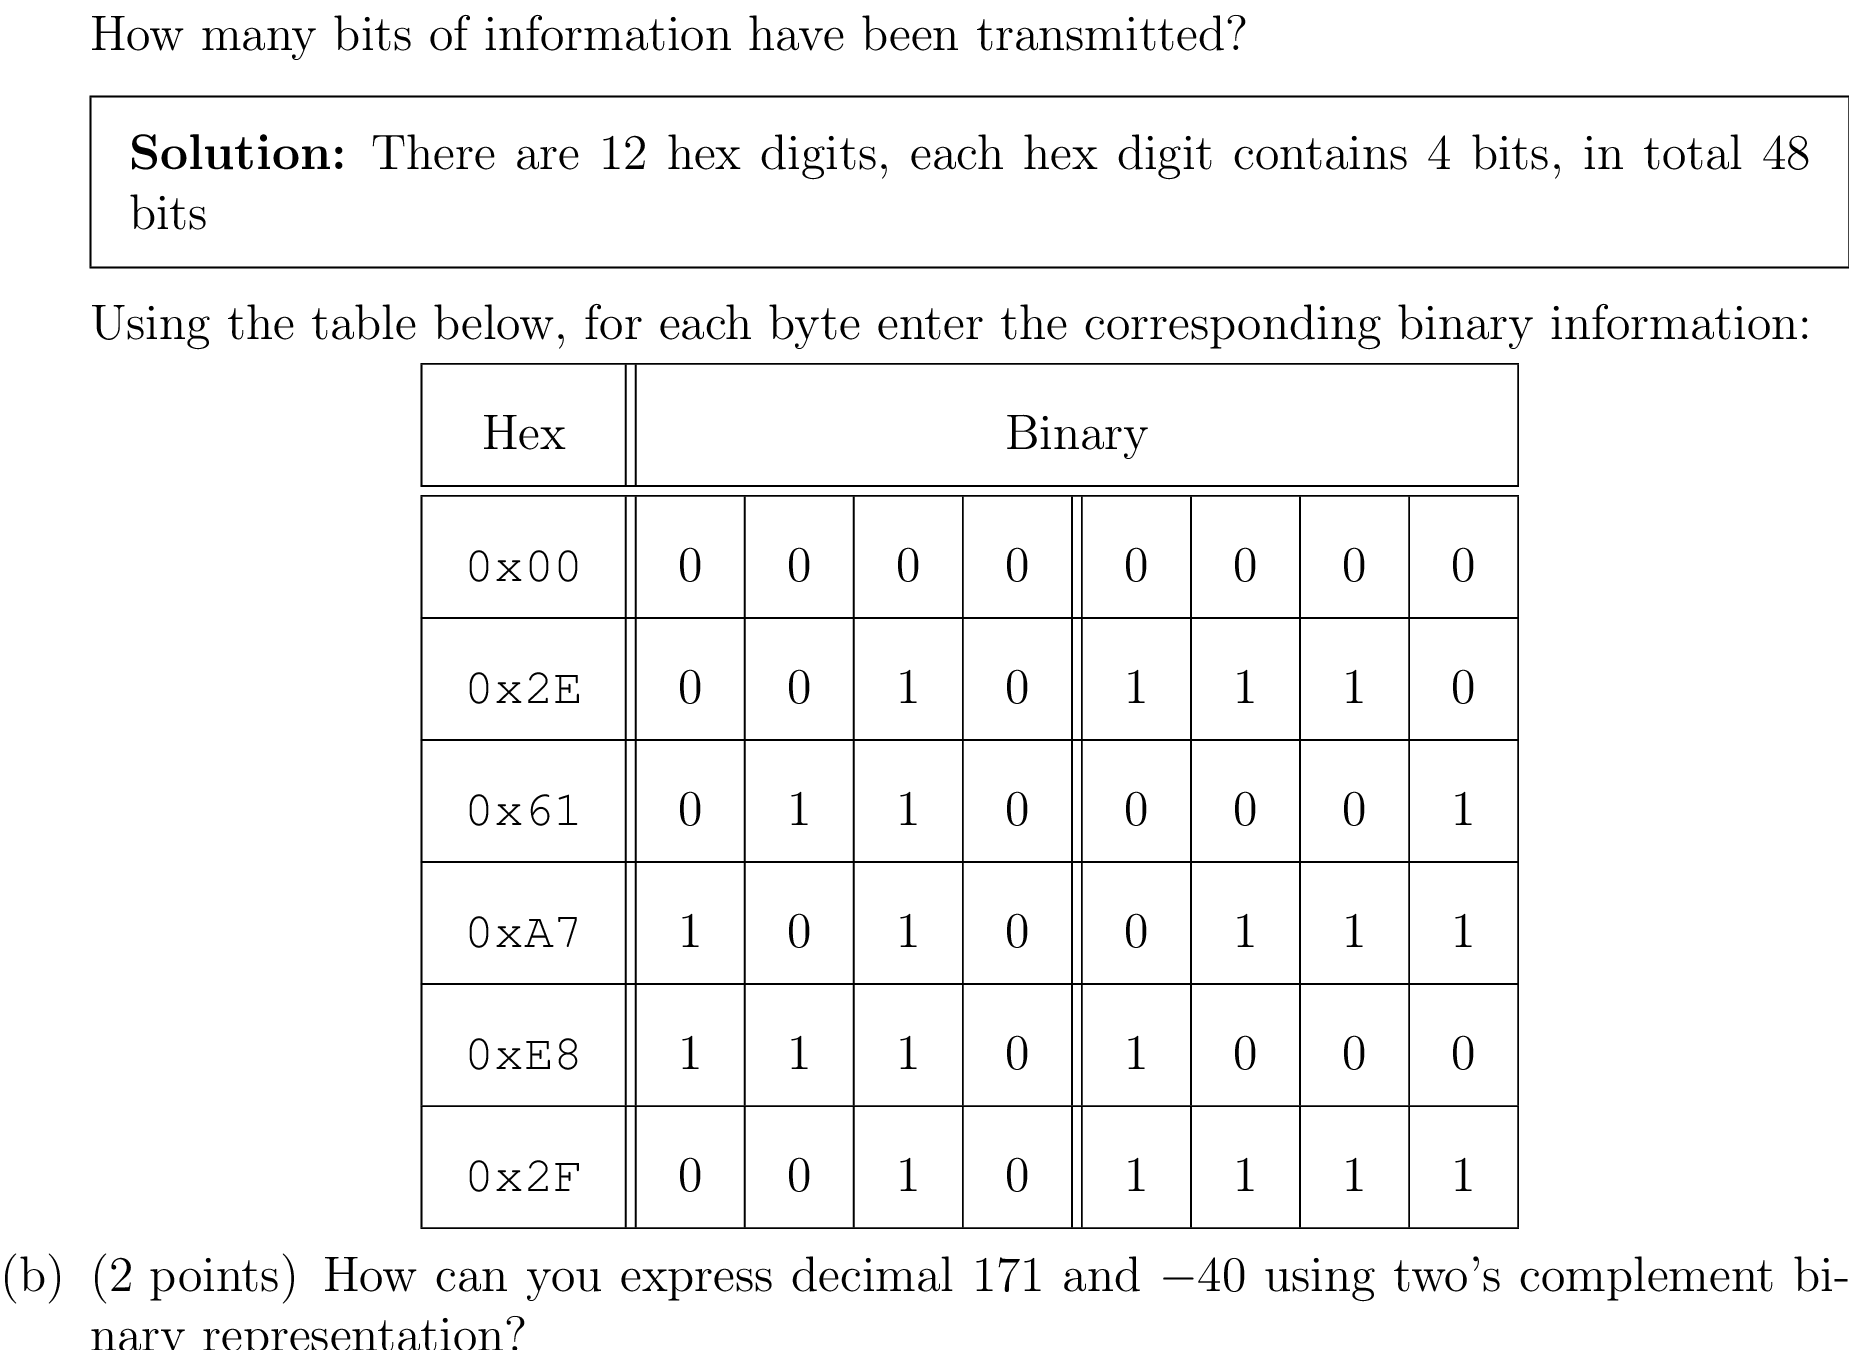 How many bits of information have been transmitted?
Solution: There are 12 hex digits, each hex digit contains 4 bits, in total 48
bits
Using the table below, for each byte enter the corresponding binary information:
Hex Binary
0x00 0 0 0 0 0 0 0 0
0x2E 0 0 1 0 1 1 1 0
0x61 0 1 1 0 0 0 0 1
0xA7 1 0 1 0 0 1 1 1
0xE8 1 1 1 0 1 0 0 0
0x2F 0 0 1 0 1 1 1 1
(b) (2 points) How can you express decimal 171 and −40 using two's complement bi-
nary representation?